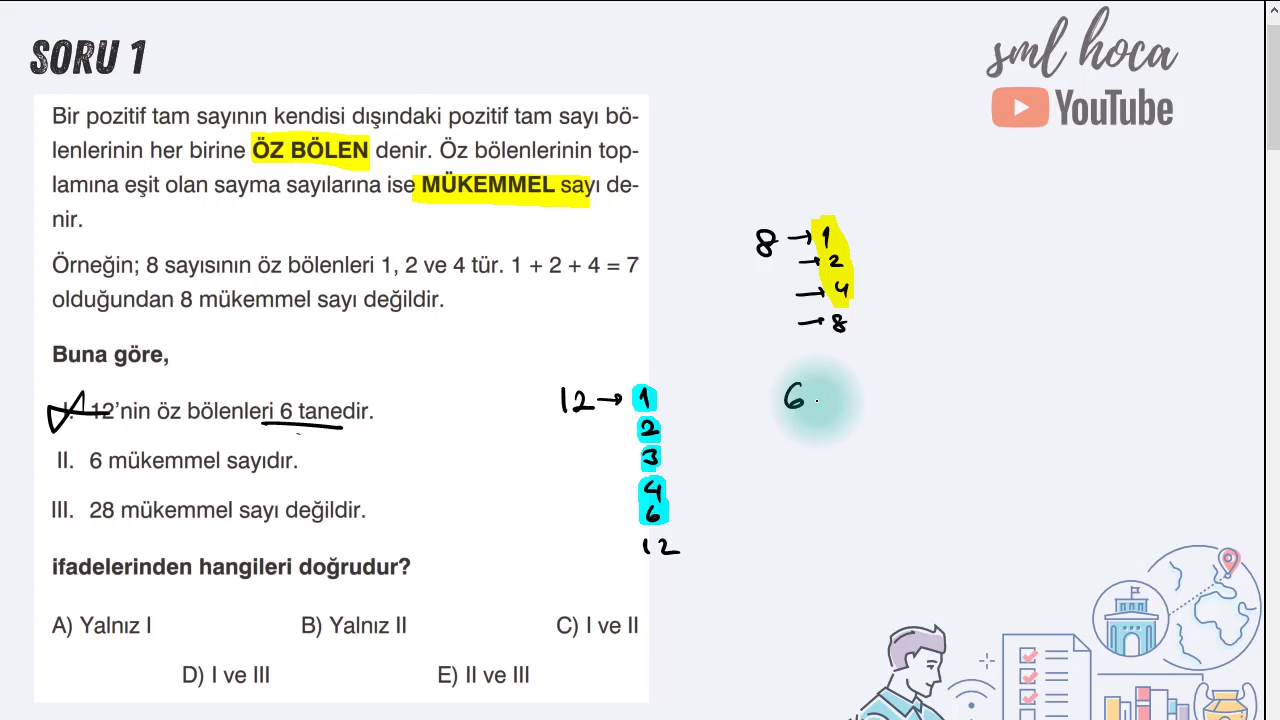 SORU 1
sml hoca
YouTube
Bir pozitif tam sayının kendisi dışındaki pozitif tam sayı bö-
lenlerinin her birine ÖZ BÖLEN denir. Öz bölenlerinin top-
lamına eşit olan sayma sayılarına ise MÜKEMMEL sayı de-
nir.
Örneğin; 8 sayısının öz bölenleri 1, 2 ve 4 tür. 1 + 2 + 4 = 7
olduğundan 8 mükemmel sayı değildir.
Buna göre,
I. 12'nin öz bölenleri 6 tanedir.
II. 6 mükemmel sayıdır.
III. 28 mükemmel sayı değildir.
ifadelerinden hangileri doğrudur?
A) Yalnız I
B) Yalnız II
C) I ve II
D) I ve III
E) II ve III
12 → 1
2
3
4
6
12
8 → 1
→ 2
→ 4
→ 8
6